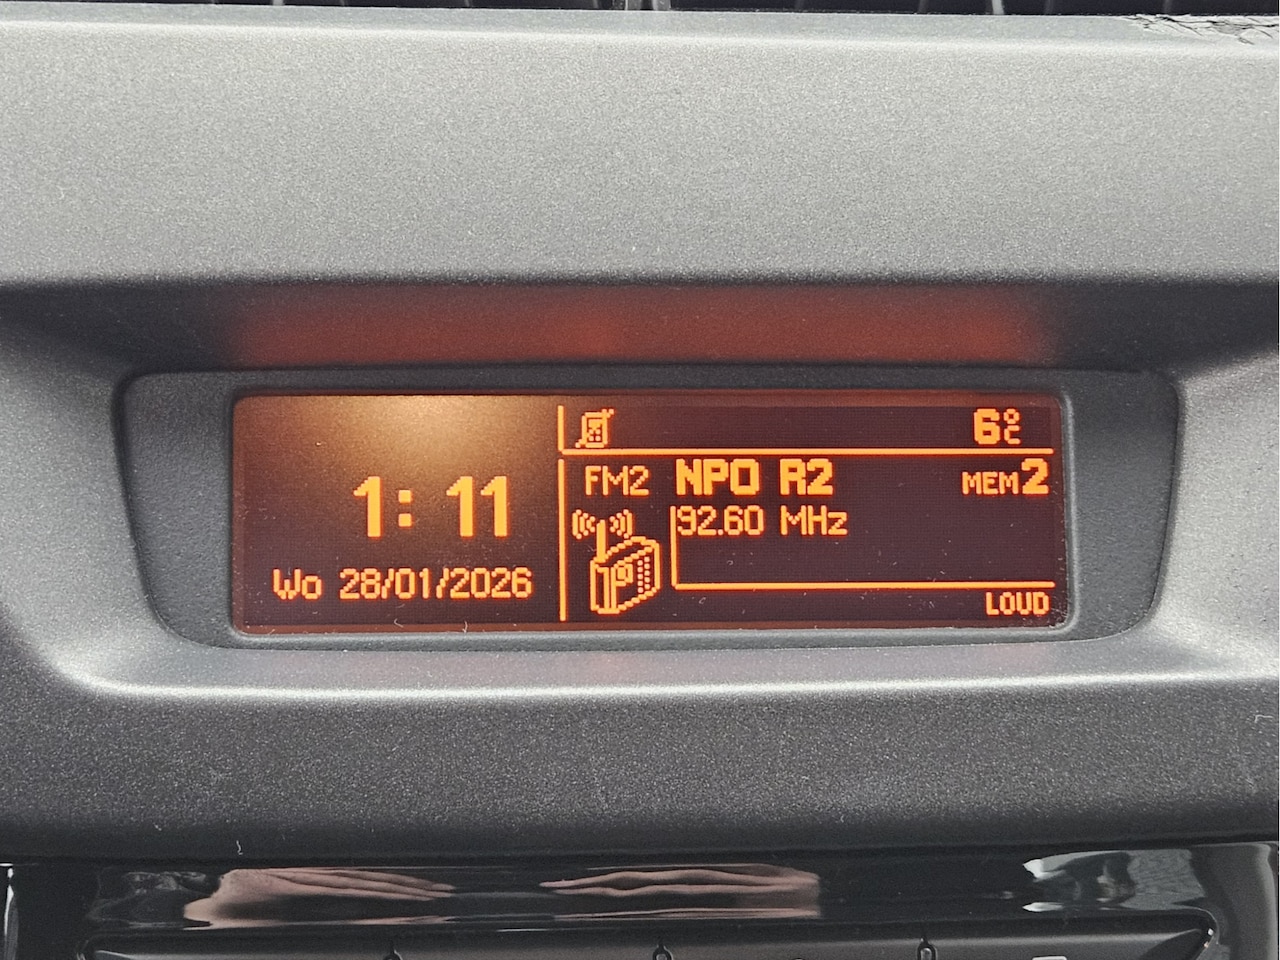 1:11
Wo 28/01/2026
6°C
FM2 NPO R2 MEM2
92.60 MHz
LOUD